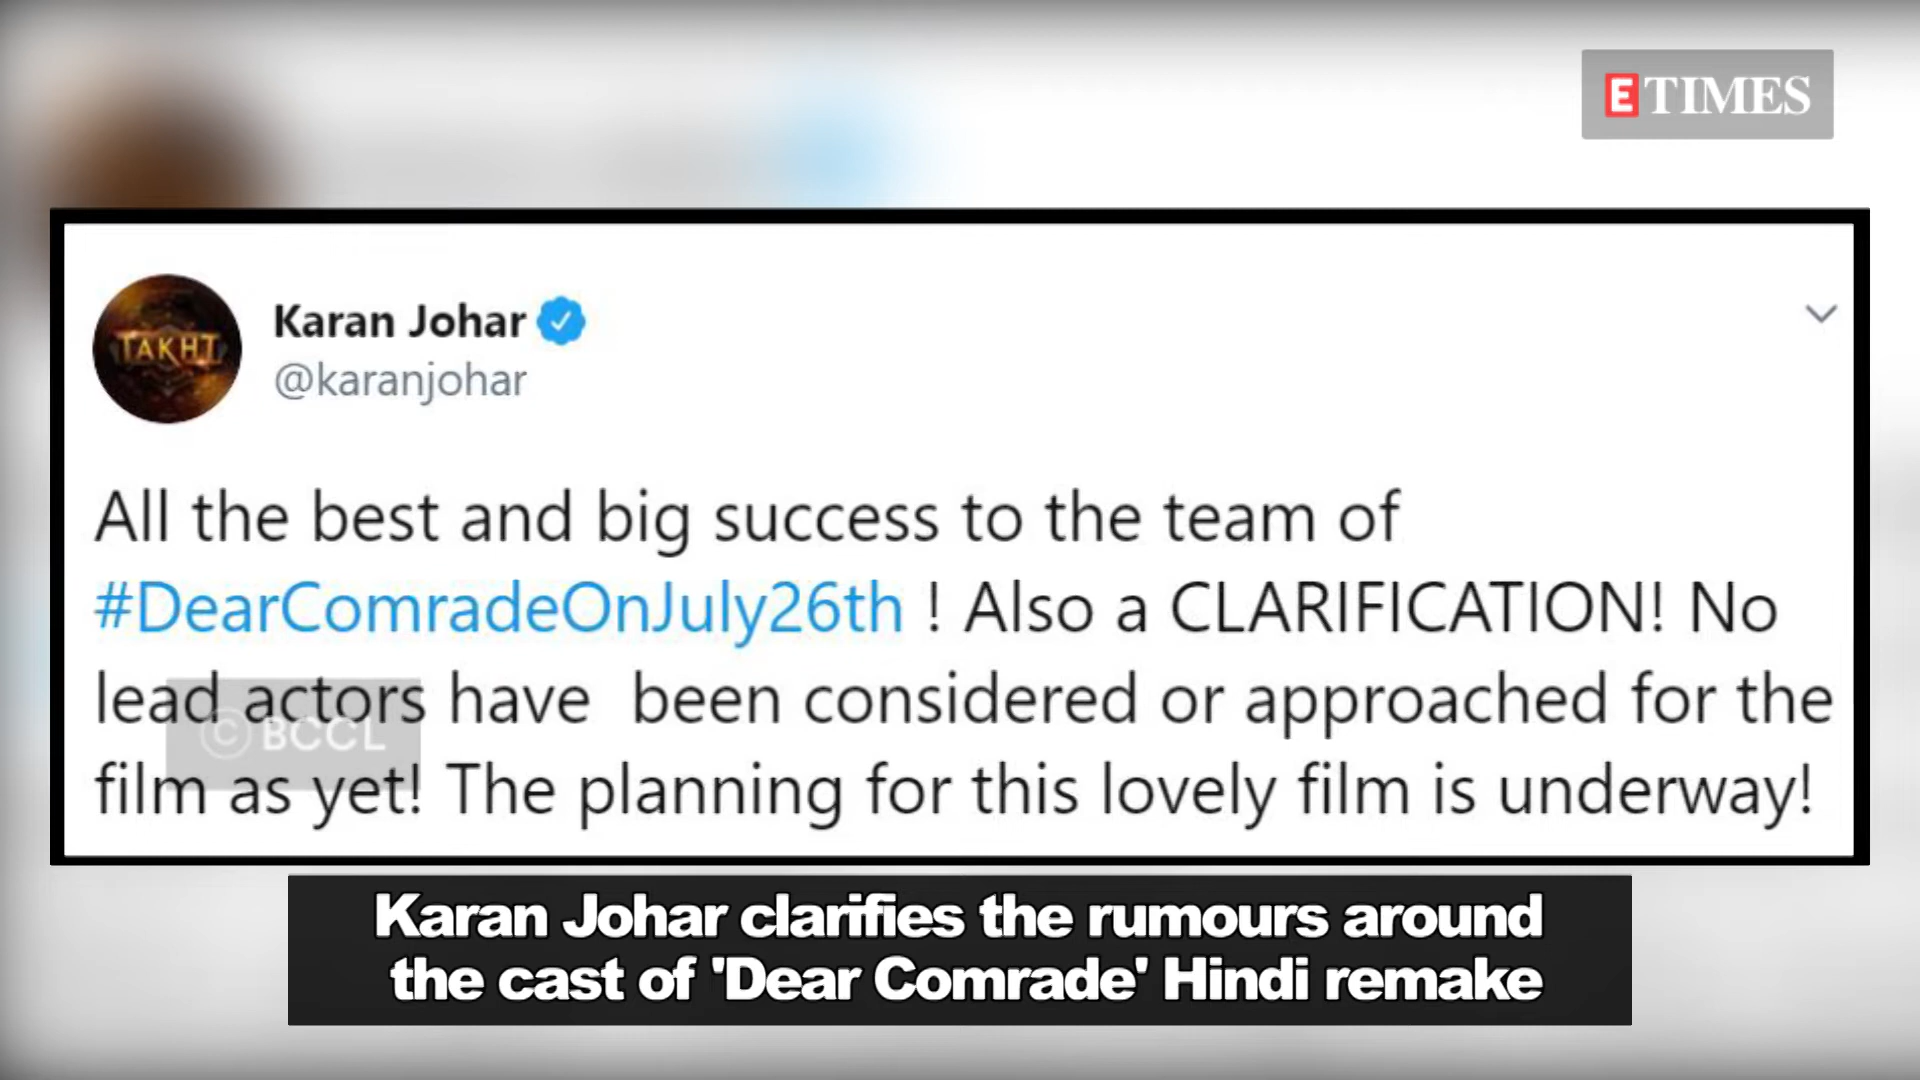 E TIMES
TAKHT
Karan Johar
@karanjohar
All the best and big success to the team of
#DearComradeOnJuly26th ! Also a CLARIFICATION! No
lead actors have  been considered or approached for the
film as yet! The planning for this lovely film is underway!
© BCCL
Karan Johar clarifies the rumours around
the cast of 'Dear Comrade' Hindi remake